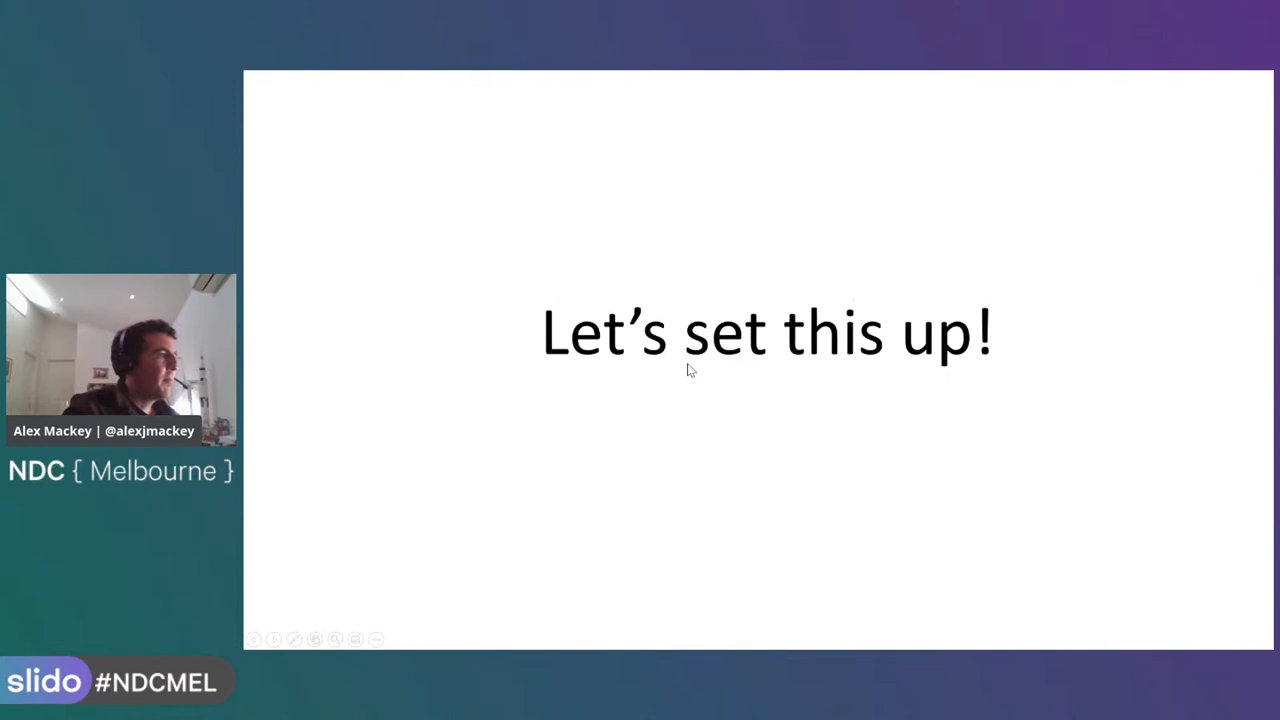 Let’s set this up!
Alex Mackey | @alexjmackey
NDC { Melbourne }
slido #NDCMEL